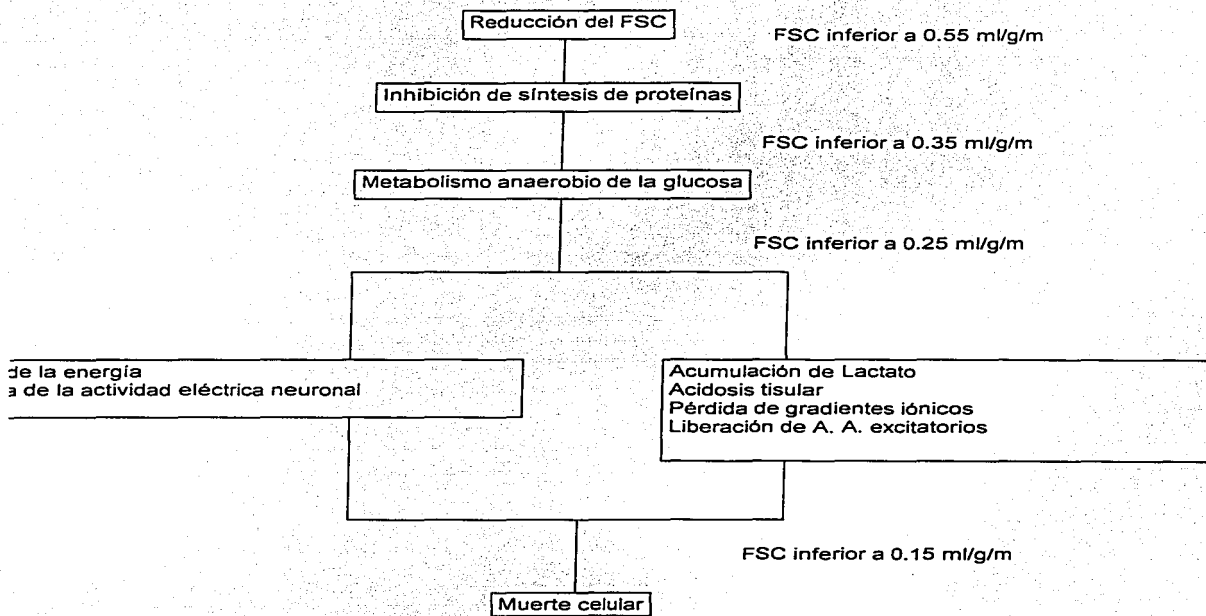 Reducción del FSC
FSC inferior a 0.55 ml/g/m
Inhibición de síntesis de proteínas
FSC inferior a 0.35 ml/g/m
Metabolismo anaerobio de la glucosa
FSC inferior a 0.25 ml/g/m
de la energía
a de la actividad eléctrica neuronal
Acumulación de Lactato
Acidosis tisular
Pérdida de gradientes iónicos
Liberación de A. A. excitatorios
FSC inferior a 0.15 ml/g/m
Muerte celular